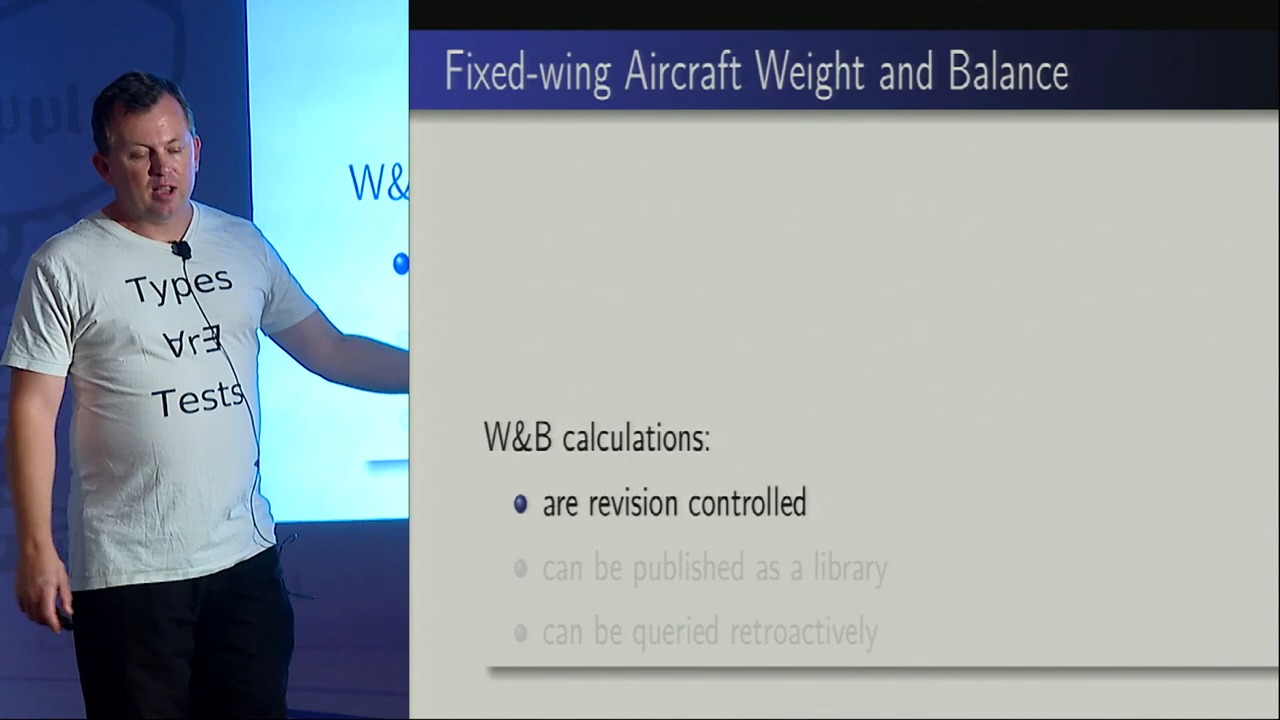 Fixed-wing Aircraft Weight and Balance
W&
Types
∀rƎ
Tests
W&B calculations:
are revision controlled
can be published as a library
can be queried retroactively